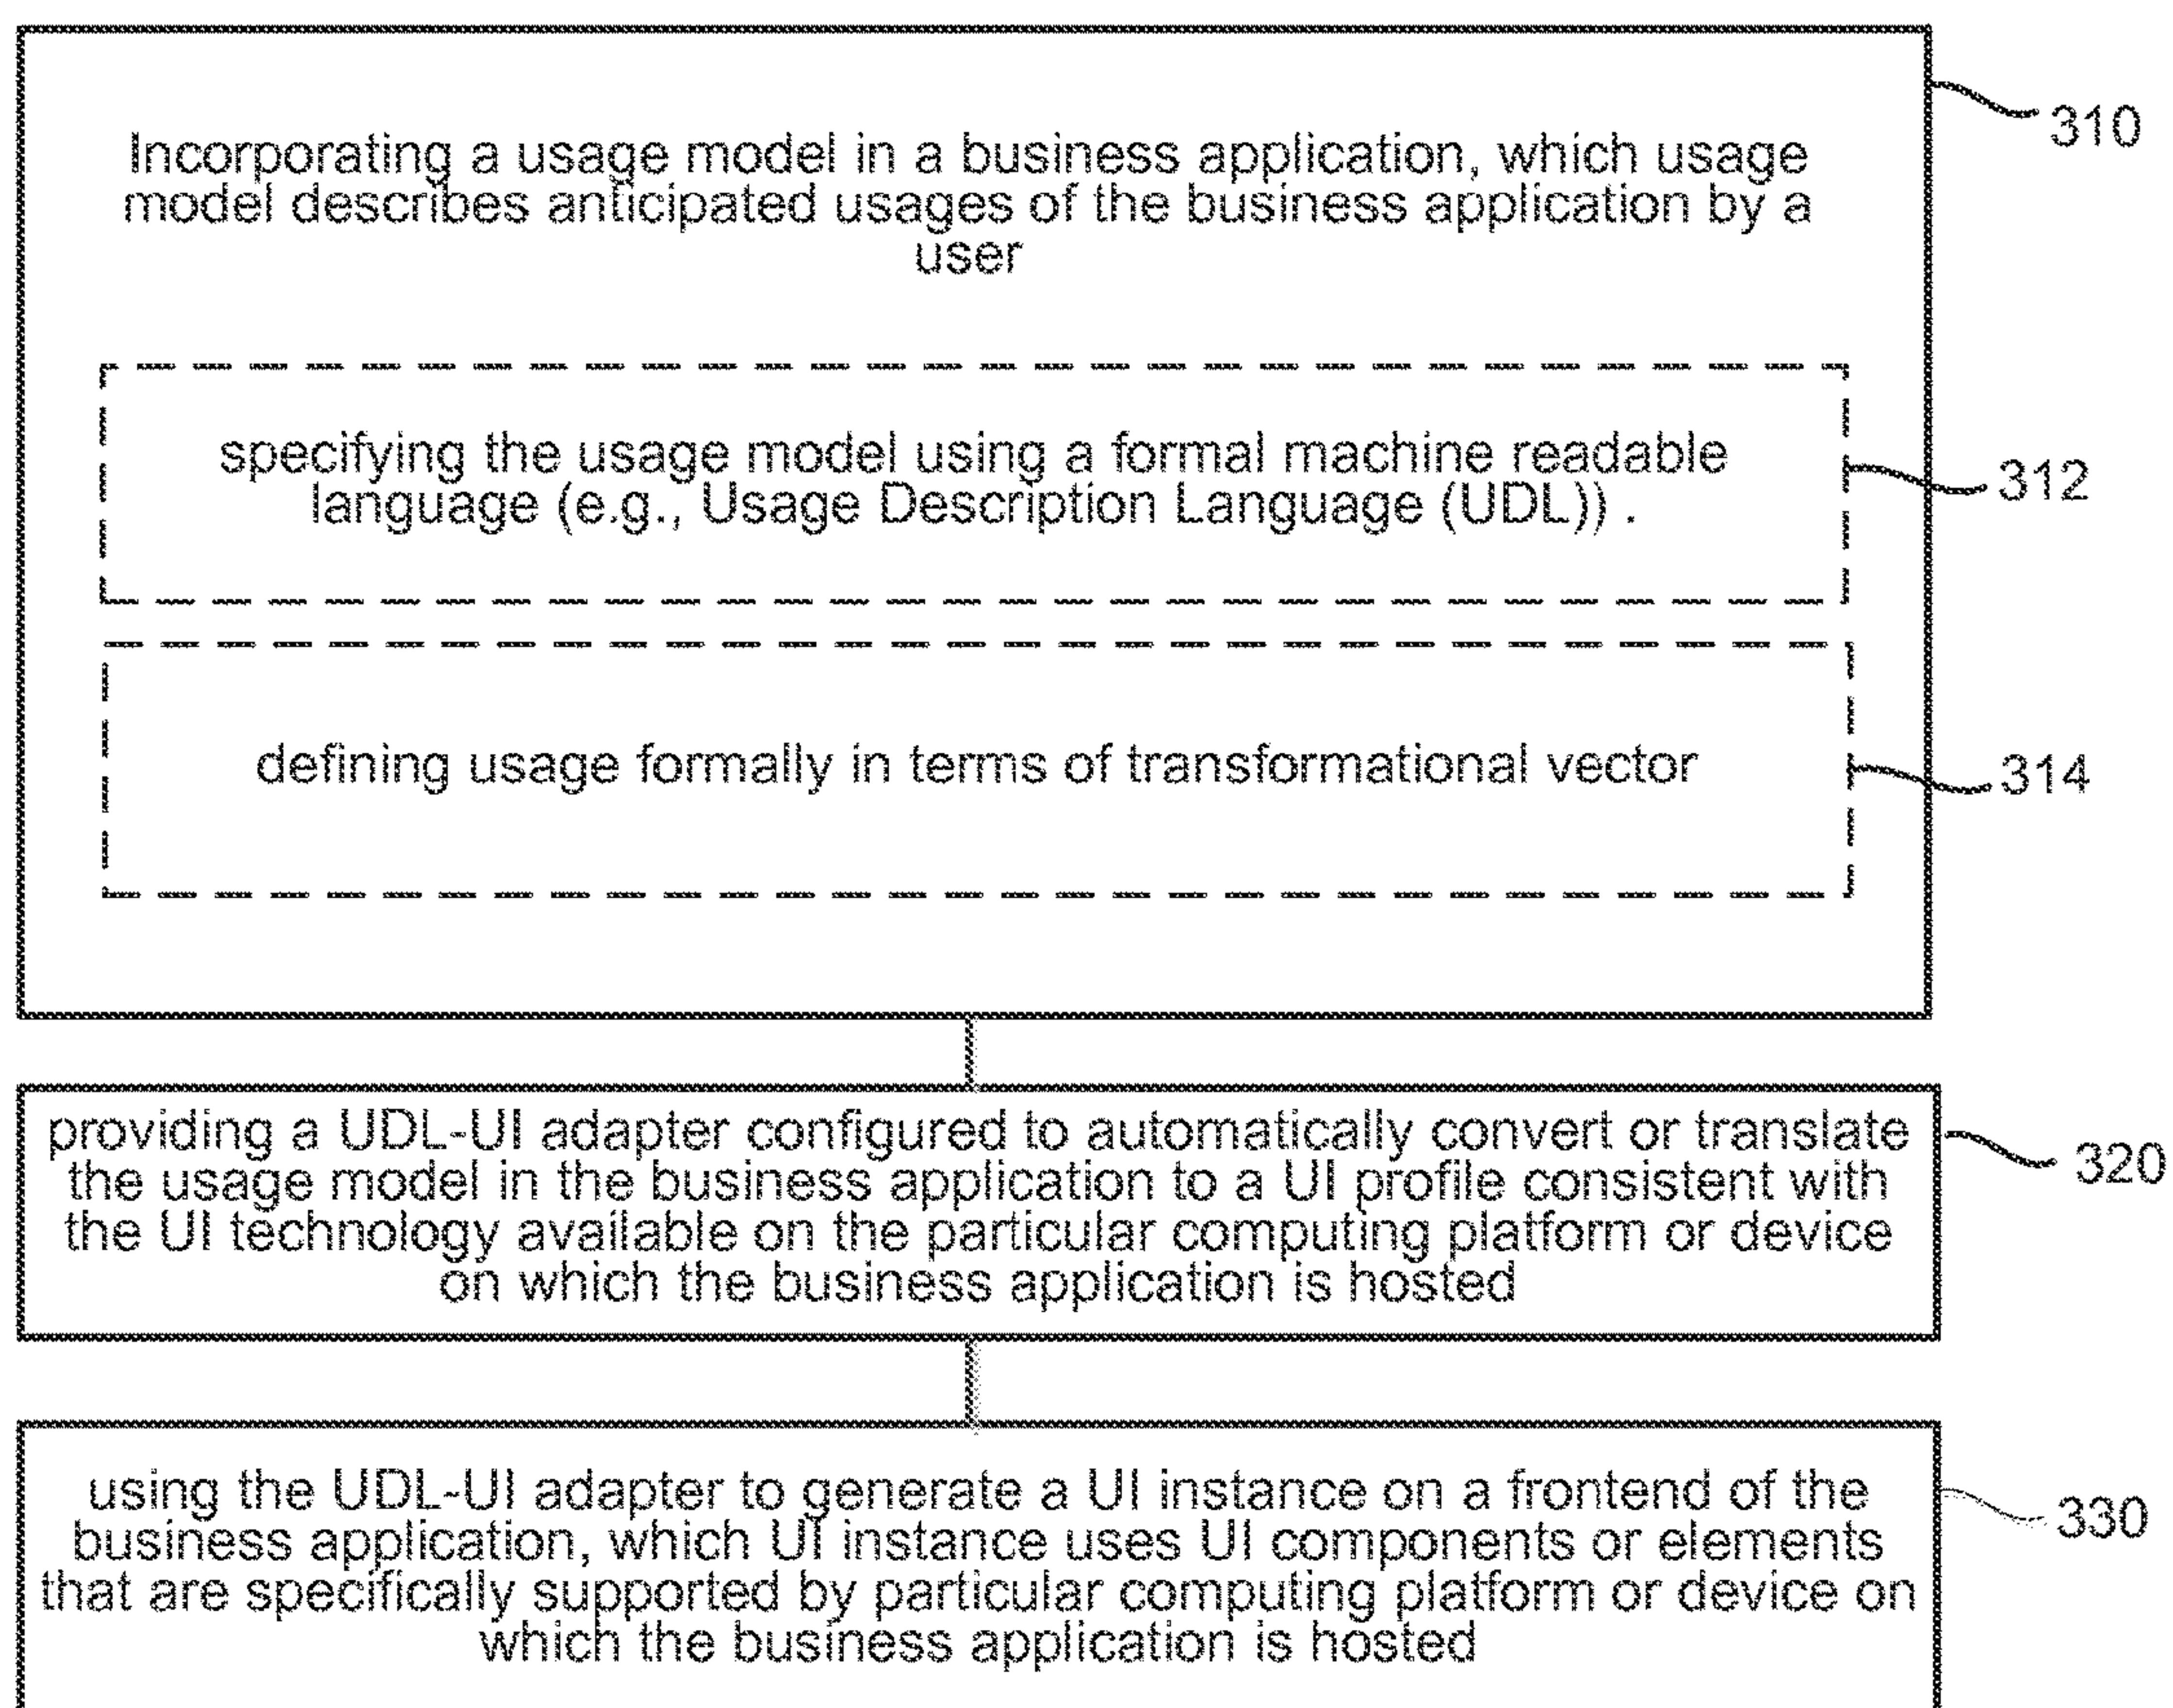 Incorporating a usage model in a business application, which usage
model describes anticipated usages of the business application by a
user
310
specifying the usage model using a formal machine readable
language (e.g., Usage Description Language (UDL)) .
312
defining usage formally in terms of transformational vector
314
providing a UDL-UI adapter configured to automatically convert or translate
the usage model in the business application to a UI profile consistent with
the UI technology available on the particular computing platform or device
on which the business application is hosted
320
using the UDL-UI adapter to generate a UI instance on a frontend of the
business application, which UI instance uses UI components or elements
that are specifically supported by particular computing platform or device on
which the business application is hosted
330